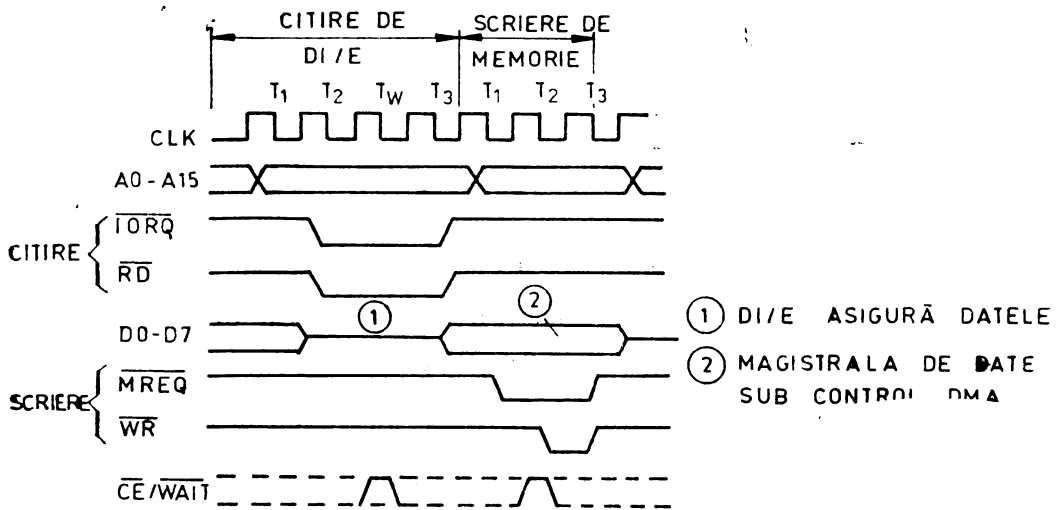 CITIRE DE DI/E
SCRIERE DE MEMORIE
T1 T2 TW T3 T1 T2 T3
CLK
A0-A15
CITIRE
IORQ
RD
1
2
D0-D7
1 DI/E ASIGURĂ DATELE
2 MAGISTRALA DE DATE
SUB CONTROL DMA
SCRIERE
MREQ
WR
CE/WAIT